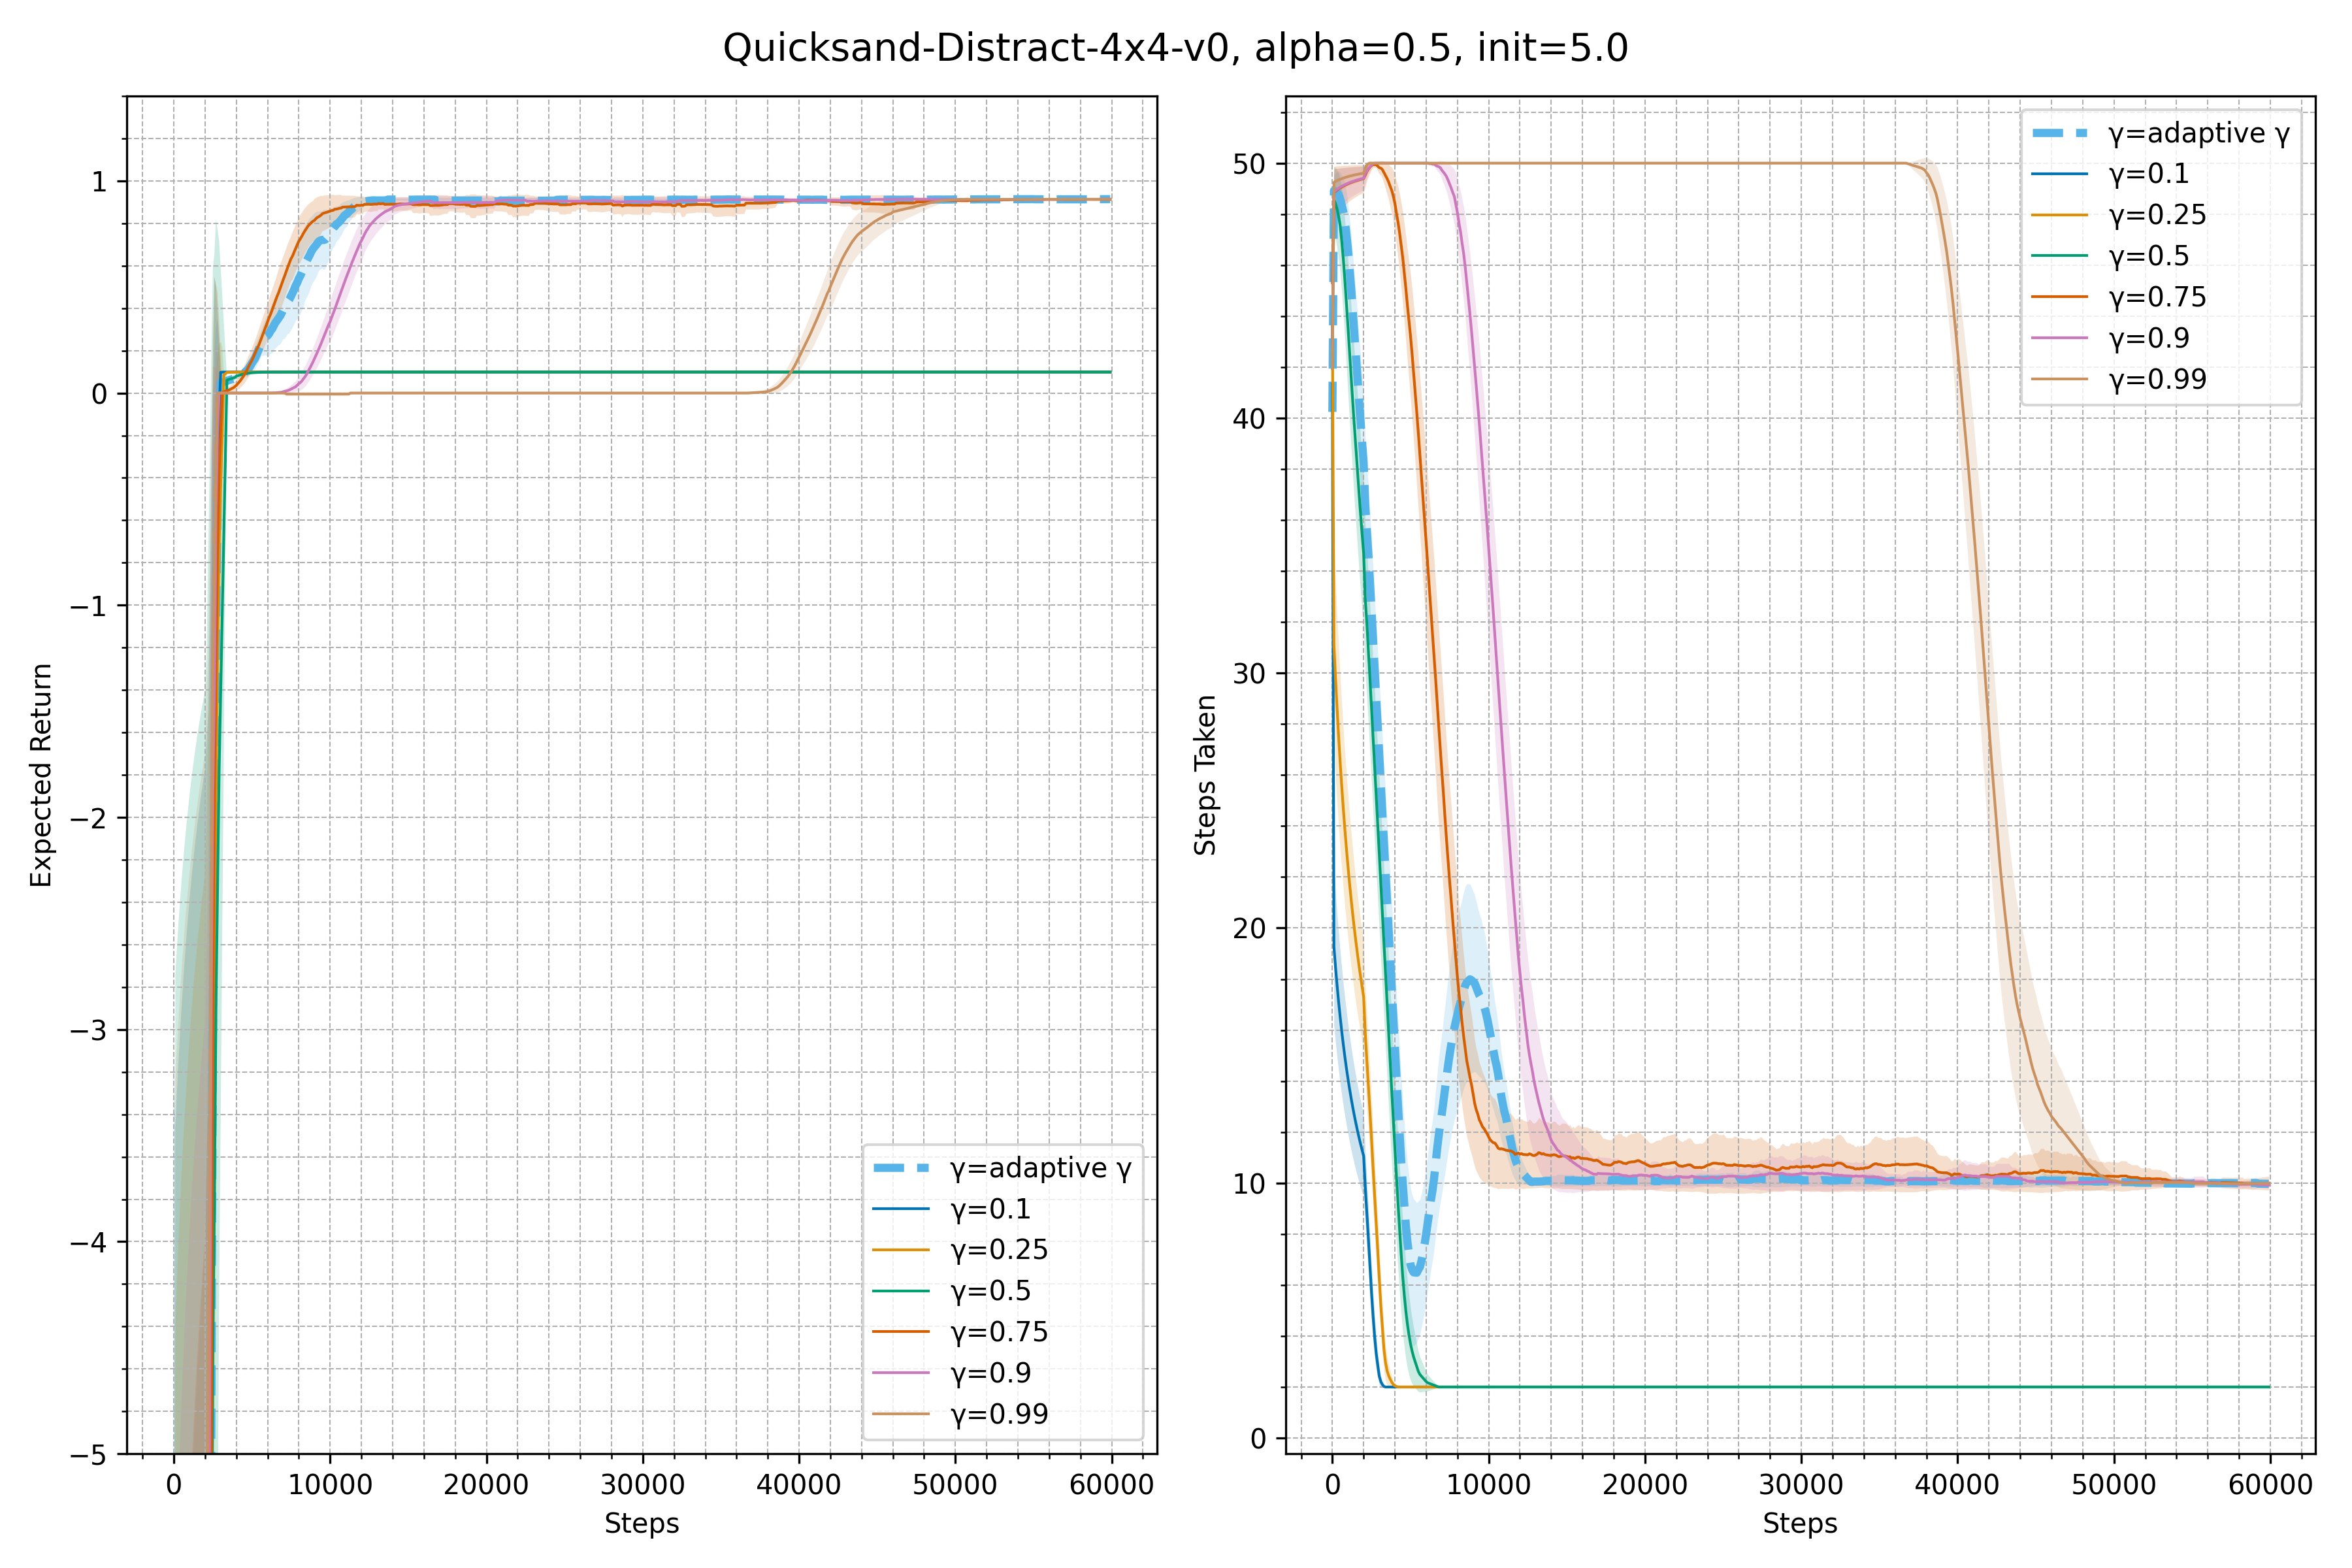 Quicksand-Distract-4x4-v0, alpha=0.5, init=5.0
Expected Return
1
0
−1
−2
−3
−4
−5
0
10000
20000
30000
40000
50000
60000
Steps
γ=adaptive γ
γ=0.1
γ=0.25
γ=0.5
γ=0.75
γ=0.9
γ=0.99
Steps Taken
50
40
30
20
10
0
0
10000
20000
30000
40000
50000
60000
Steps
γ=adaptive γ
γ=0.1
γ=0.25
γ=0.5
γ=0.75
γ=0.9
γ=0.99